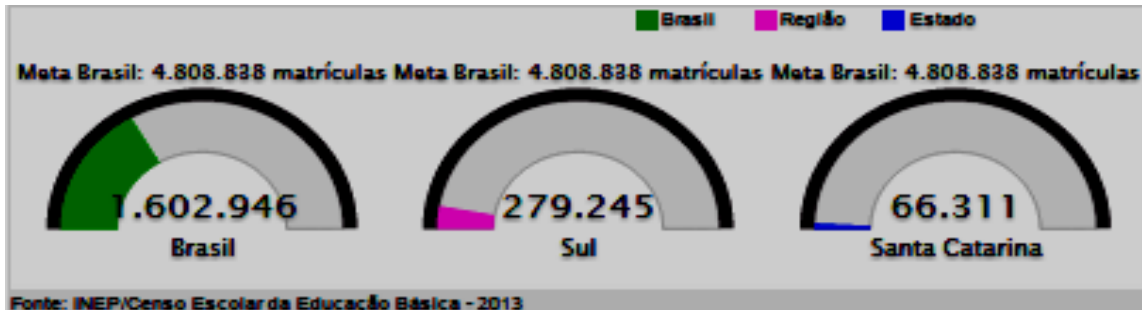 Brasil Região Estado
Meta Brasil: 4.808.838 matrículas Meta Brasil: 4.808.838 matrículas Meta Brasil: 4.808.838 matrículas
1.602.946 279.245 66.311
Brasil Sul Santa Catarina
Fonte: INEP/Censo Escolar da Educação Básica - 2013